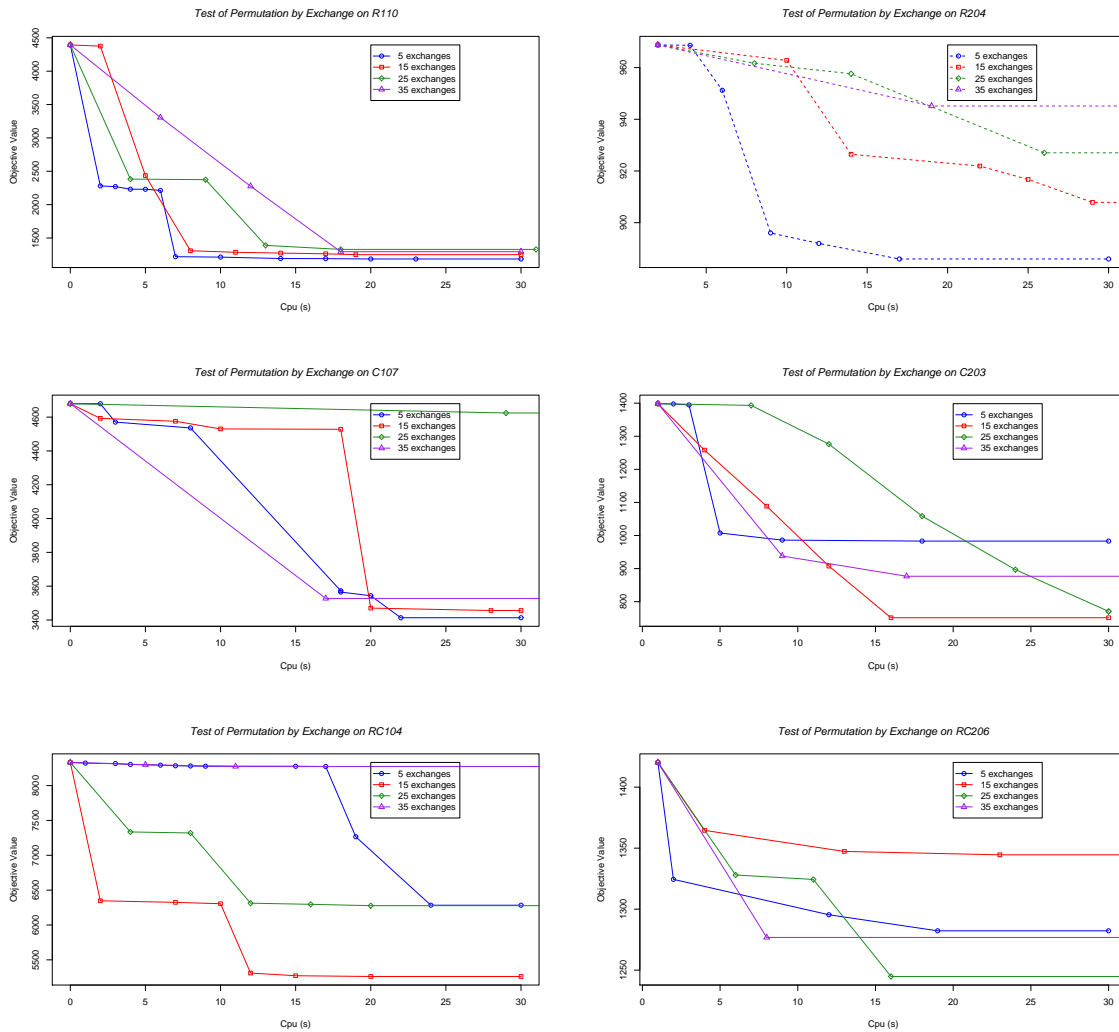 Test of Permutation by Exchange on R110
Objective Value
4500
4000
3500
3000
2500
2000
1500
0 5 10 15 20 25 30
Cpu (s)
5 exchanges
15 exchanges
25 exchanges
35 exchanges
Test of Permutation by Exchange on R204
Objective Value
960
940
920
900
5 10 15 20 25 30
Cpu (s)
5 exchanges
15 exchanges
25 exchanges
35 exchanges
Test of Permutation by Exchange on C107
Objective Value
4600
4400
4200
4000
3800
3600
3400
0 5 10 15 20 25 30
Cpu (s)
5 exchanges
15 exchanges
25 exchanges
35 exchanges
Test of Permutation by Exchange on C203
Objective Value
1400
1300
1200
1100
1000
900
800
0 5 10 15 20 25 30
Cpu (s)
5 exchanges
15 exchanges
25 exchanges
35 exchanges
Test of Permutation by Exchange on RC104
Objective Value
8000
7500
7000
6500
6000
5500
0 5 10 15 20 25 30
Cpu (s)
5 exchanges
15 exchanges
25 exchanges
35 exchanges
Test of Permutation by Exchange on RC206
Objective Value
1400
1350
1300
1250
0 5 10 15 20 25 30
Cpu (s)
5 exchanges
15 exchanges
25 exchanges
35 exchanges